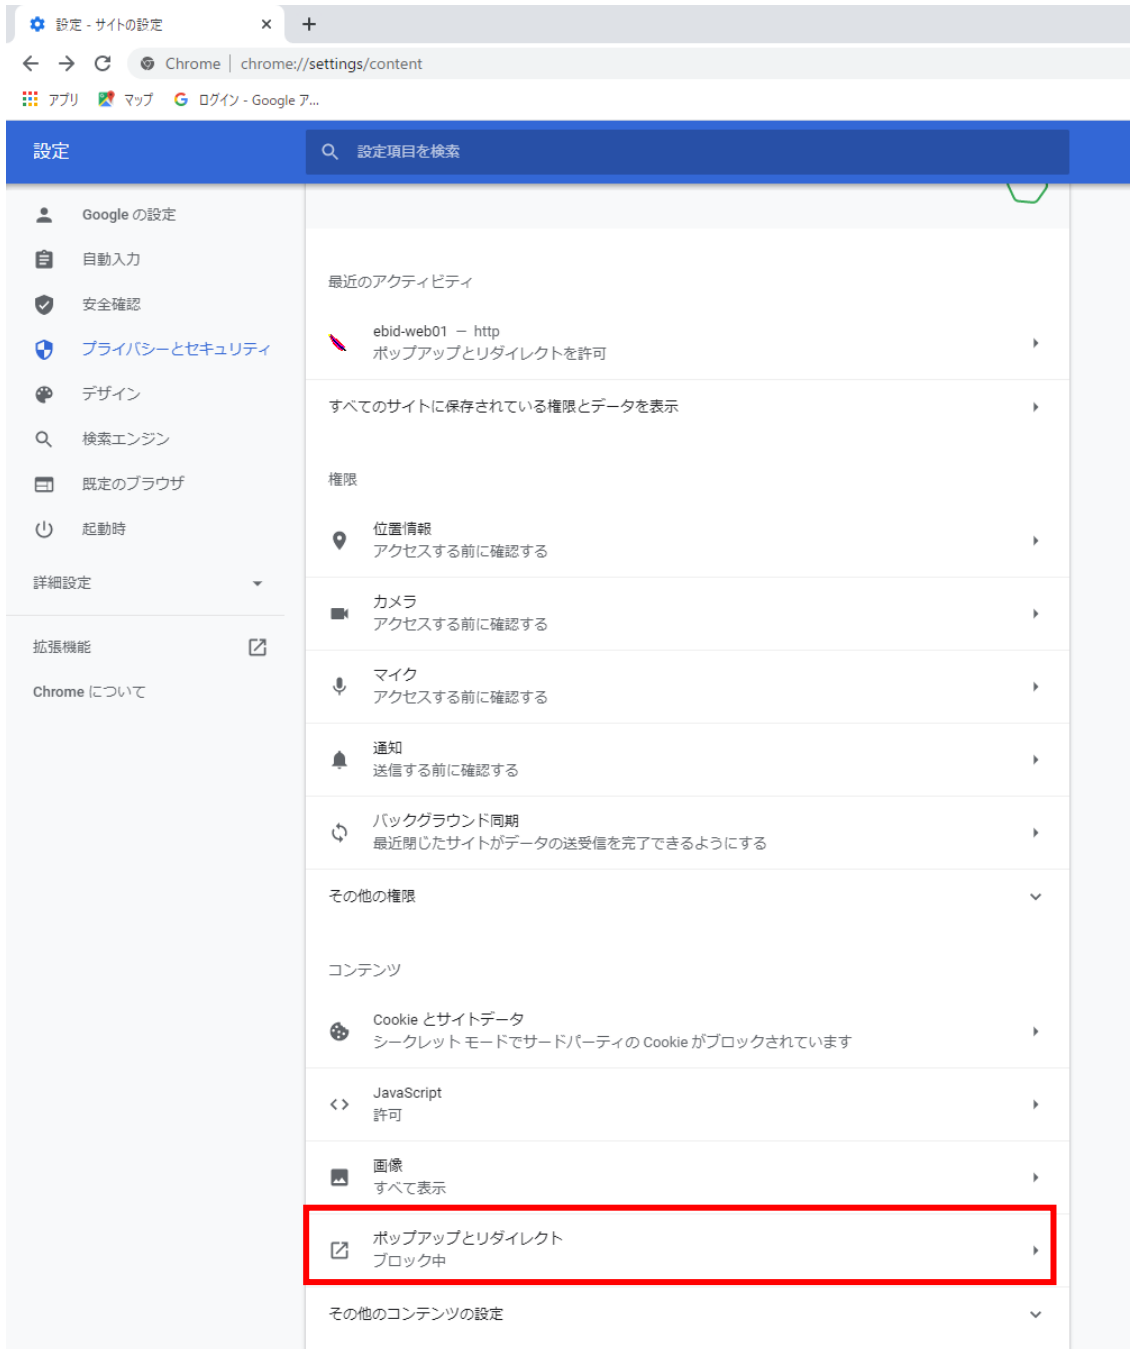 設定 - サイトの設定
Chrome | chrome://settings/content
アプリ マップ ログイン - Google ア...
設定
設定項目を検索
Google の設定
自動入力
安全確認
プライバシーとセキュリティ
デザイン
検索エンジン
既定のブラウザ
起動時
詳細設定
拡張機能
Chrome について
最近のアクティビティ
ebid-web01 － http
ポップアップとリダイレクトを許可
すべてのサイトに保存されている権限とデータを表示
権限
位置情報
アクセスする前に確認する
カメラ
アクセスする前に確認する
マイク
アクセスする前に確認する
通知
送信する前に確認する
バックグラウンド同期
最近閉じたサイトがデータの送受信を完了できるようにする
その他の権限
コンテンツ
Cookie とサイトデータ
シークレット モードでサードパーティの Cookie がブロックされています
JavaScript
許可
画像
すべて表示
ポップアップとリダイレクト
ブロック中
その他のコンテンツの設定